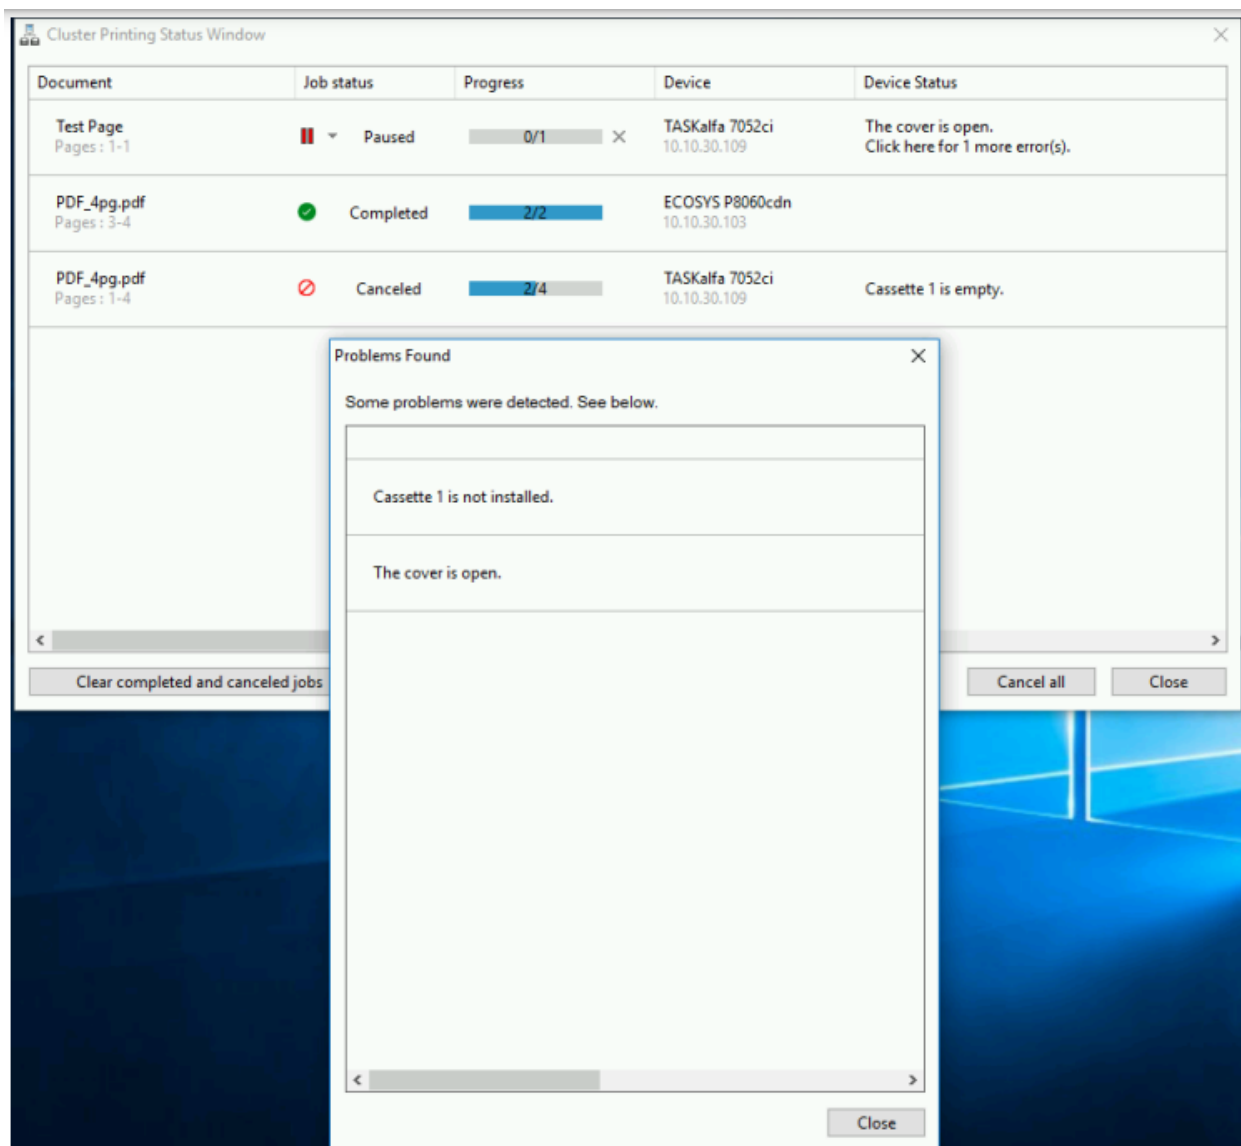 Cluster Printing Status Window
Document Job status Progress Device Device Status
Test Page Paused 0/1 TASKalfa 7052ci The cover is open.
Pages : 1-1 10.10.30.109 Click here for 1 more error(s).
PDF_4pg.pdf Completed 2/2 ECOSYS P8060cdn
Pages : 3-4 10.10.30.103
PDF_4pg.pdf Canceled 2/4 TASKalfa 7052ci Cassette 1 is empty.
Pages : 1-4 10.10.30.109
Problems Found
Some problems were detected. See below.
Cassette 1 is not installed.
The cover is open.
Clear completed and canceled jobs Cancel all Close
Close